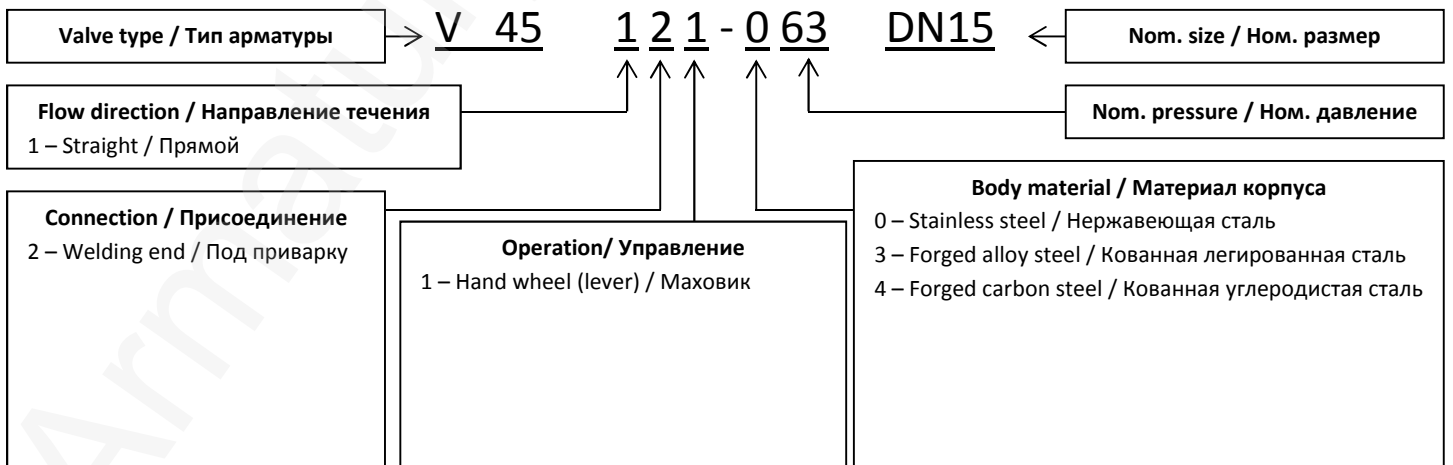 Valve type / Тип арматуры
V 45 1 2 1 - 0 63 DN15
Nom. size / Ном. размер
Flow direction / Направление течения
1 – Straight / Прямой
Nom. pressure / Ном. давление
Connection / Присоединение
2 – Welding end / Под приварку
Operation/ Управление
1 – Hand wheel (lever) / Маховик
Body material / Материал корпуса
0 – Stainless steel / Нержавеющая сталь
3 – Forged alloy steel / Кованная легированная сталь
4 – Forged carbon steel / Кованная углеродистая сталь